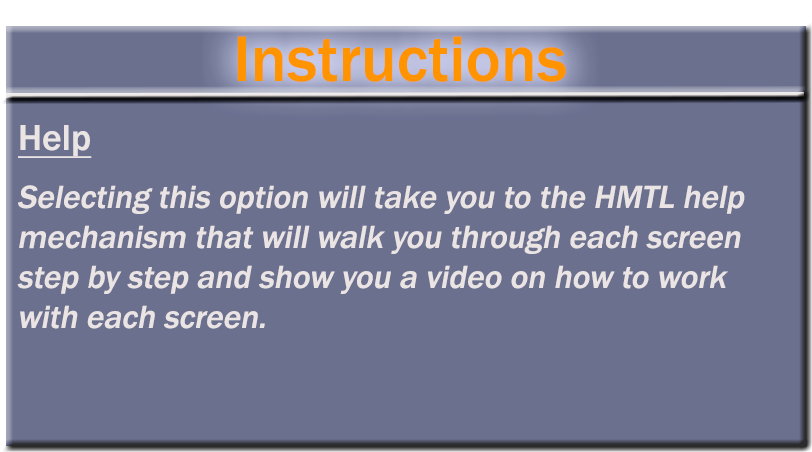 Instructions
Help
Selecting this option will take you to the HMTL help
mechanism that will walk you through each screen
step by step and show you a video on how to work
with each screen.